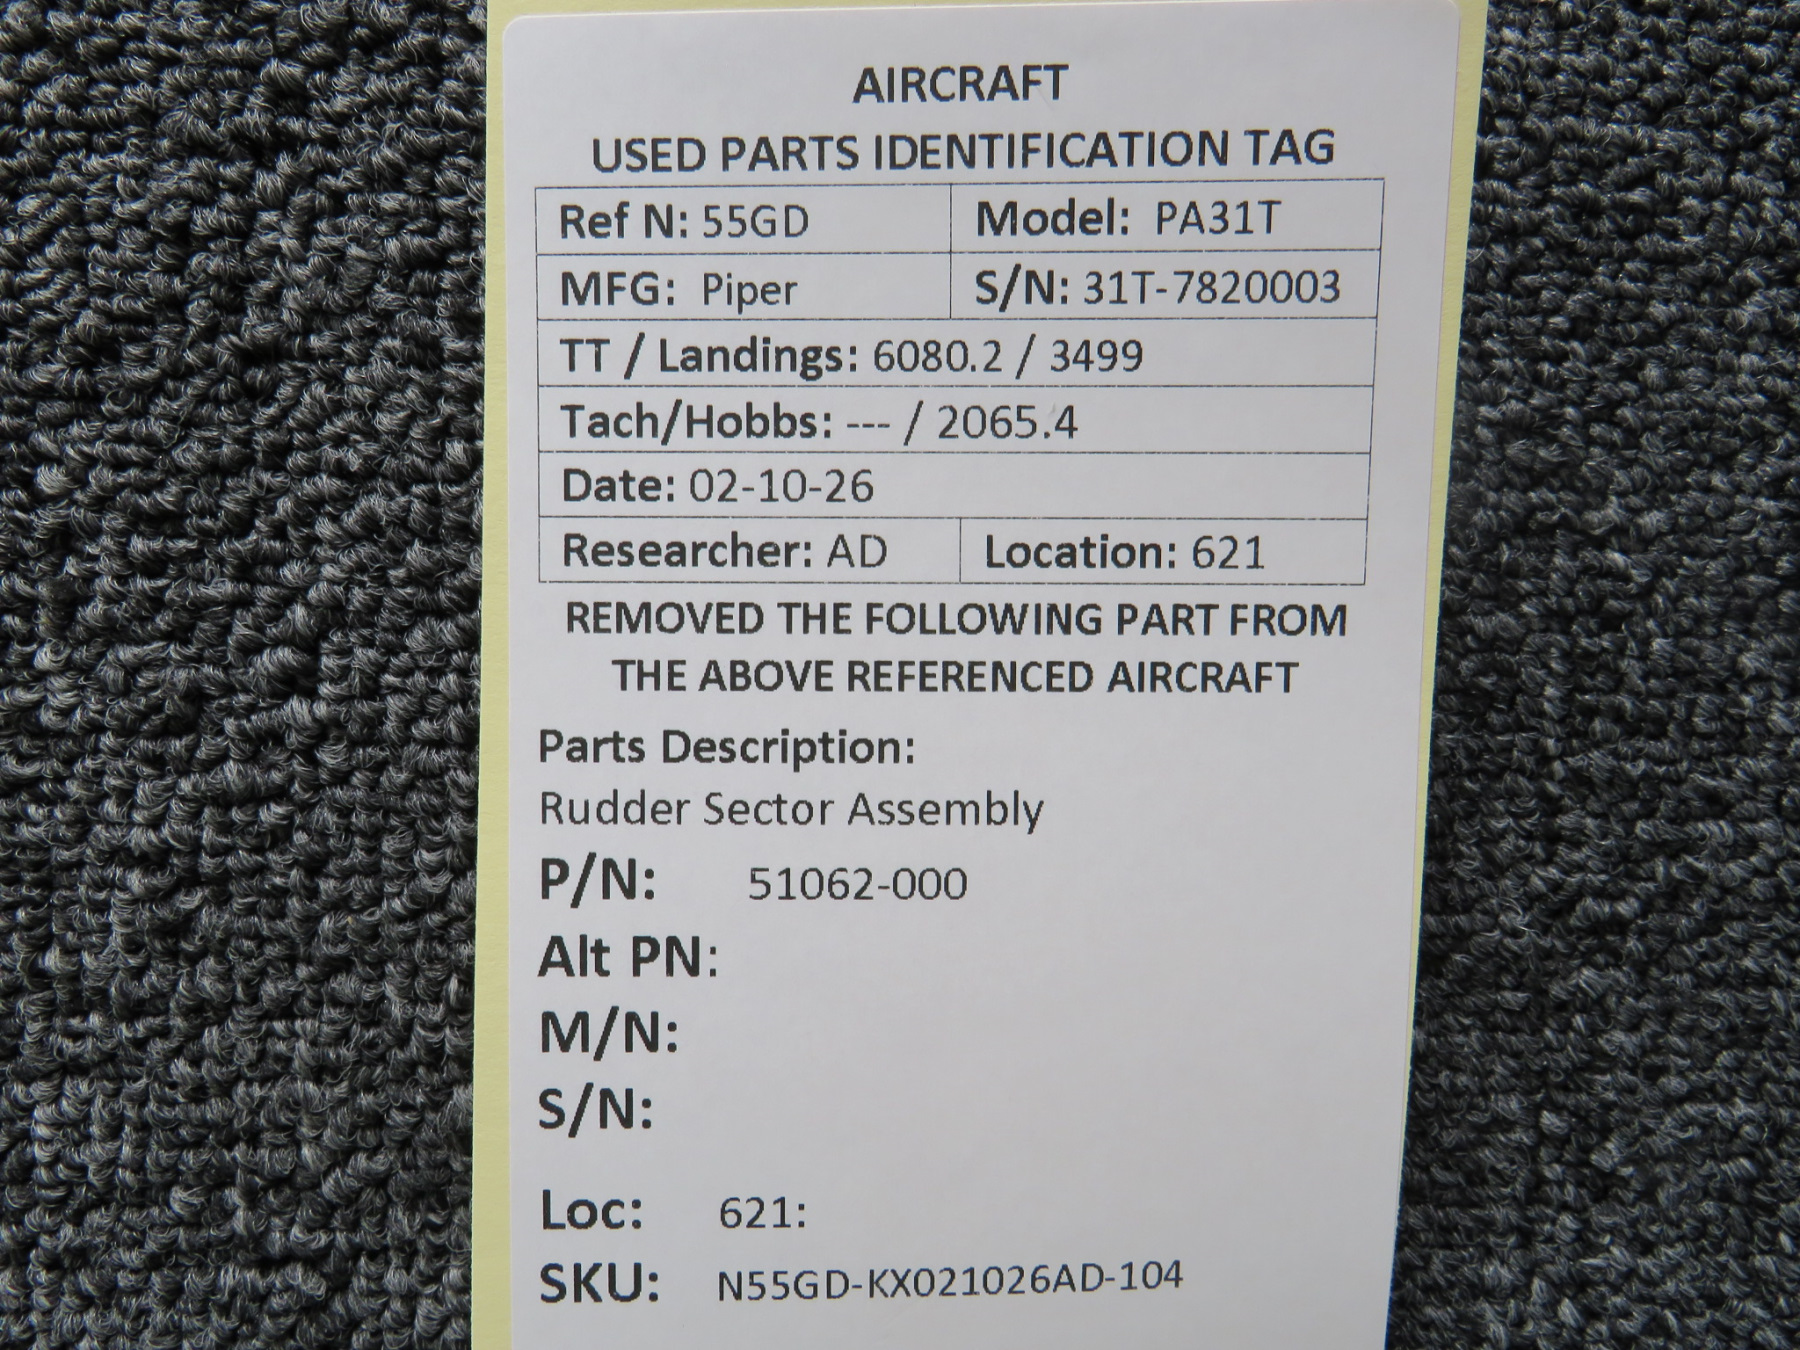 AIRCRAFT
USED PARTS IDENTIFICATION TAG
Ref N: 55GD Model: PA31T
MFG: Piper S/N: 31T-7820003
TT / Landings: 6080.2 / 3499
Tach/Hobbs: --- / 2065.4
Date: 02-10-26
Researcher: AD Location: 621
REMOVED THE FOLLOWING PART FROM
THE ABOVE REFERENCED AIRCRAFT
Parts Description:
Rudder Sector Assembly
P/N: 51062-000
Alt PN:
M/N:
S/N:
Loc: 621:
SKU: N55GD-KX021026AD-104